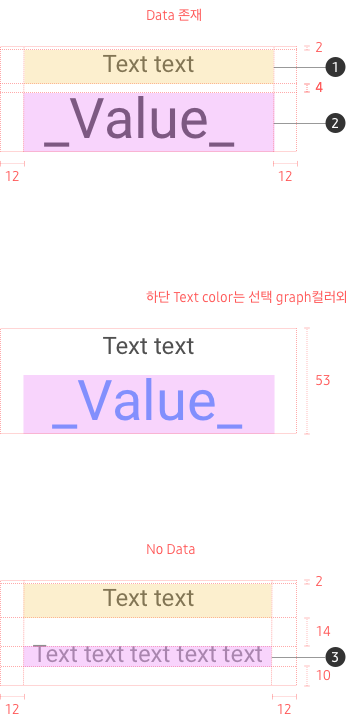 Data 존재
2
Text text
1
4
_Value_
2
12
12
하단 Text color는 선택 graph컬러와
Text text
_Value_
53
No Data
2
Text text
14
Text text text text text
3
10
12
12